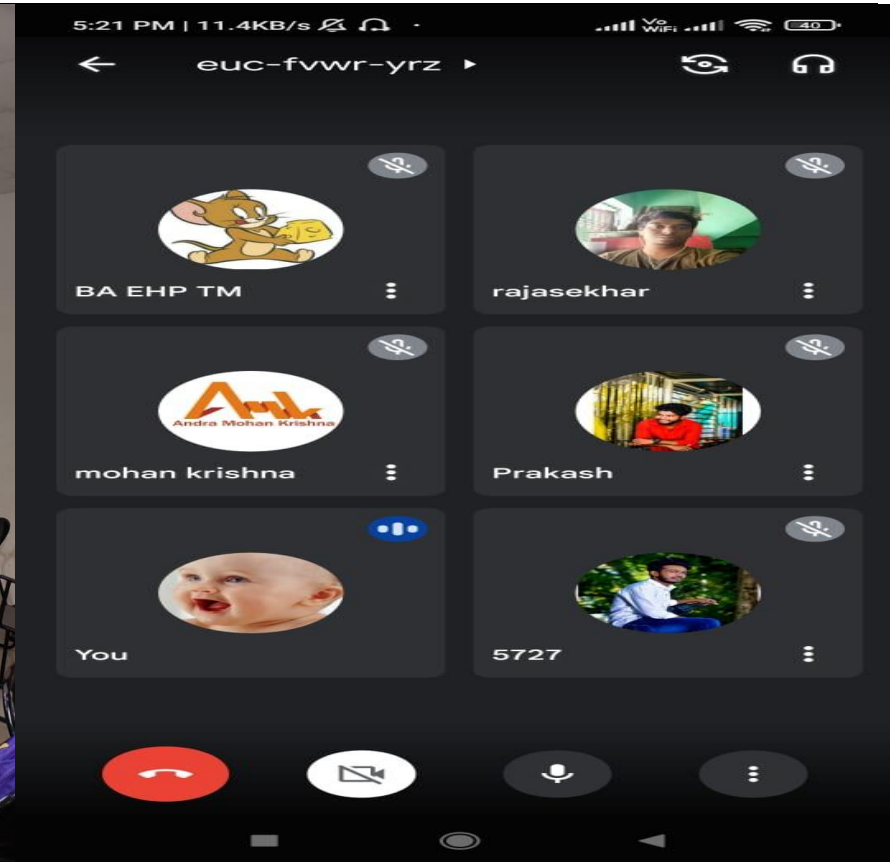 5:21 PM | 11.4KB/s
Vo WiFi 40
euc-fvwr-yrz
BA EHP TM
rajasekhar
Amk
Andra Mohan Krishna
mohan krishna
Prakash
You
5727